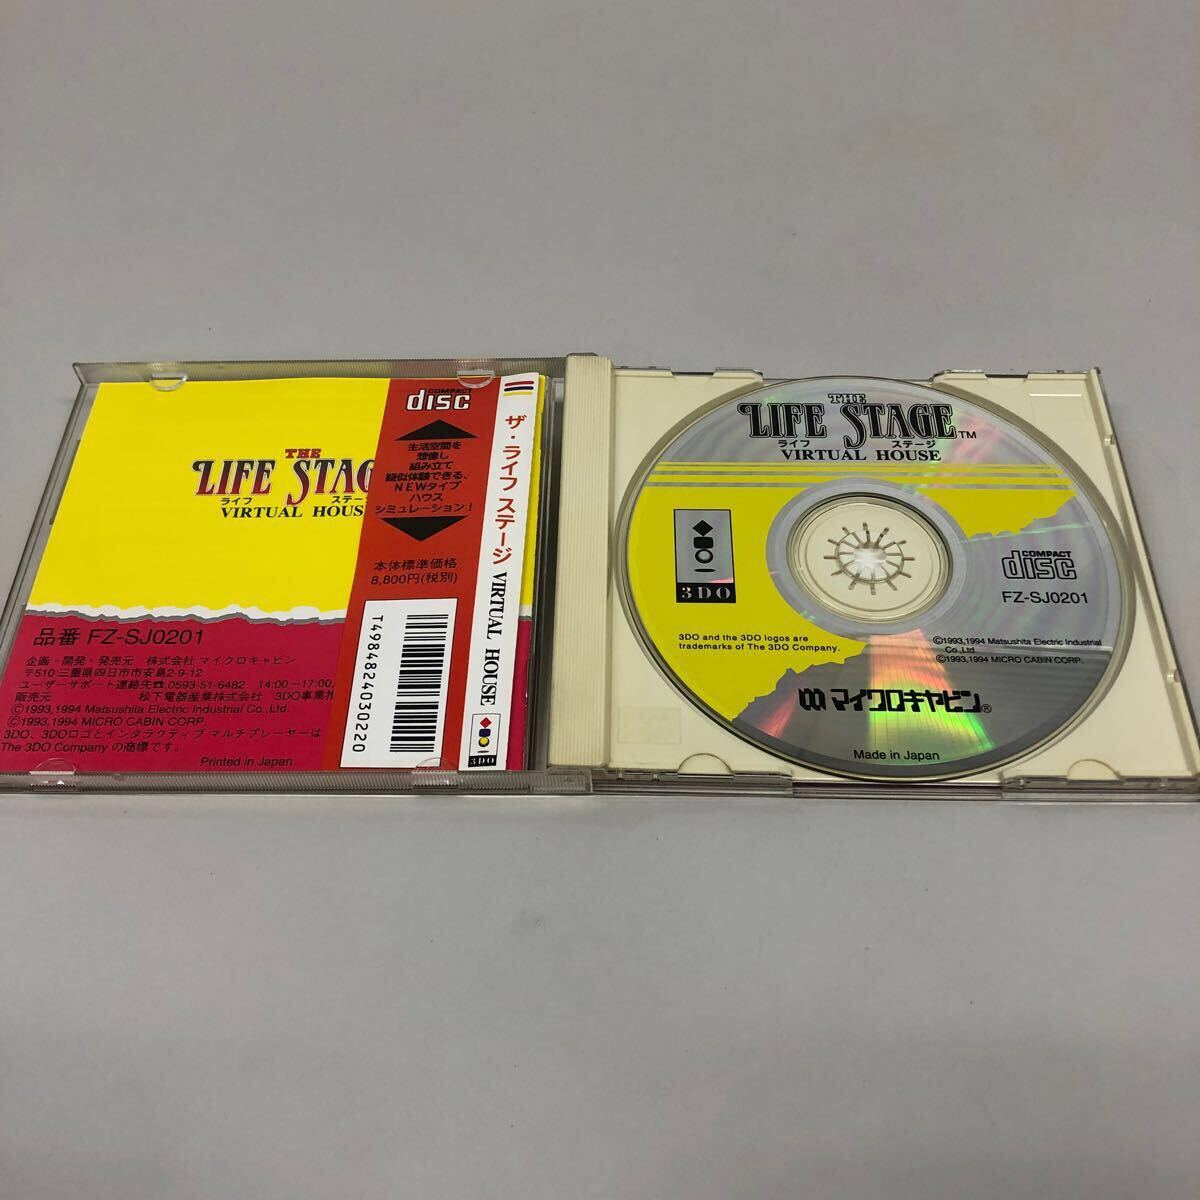 THE
LIFE STAG
ライフ ステー
VIRTUAL HOUS
品番 FZ-SJ0201
企画・開発・発売元 株式会社 マイクロキャビン
〒510 三重県四日市市安島2-9-12
ユーザーサポート連絡先☎0593-51-6482 14:00〜17:00,
販売元 松下電器産業株式会社 3DO事業推
©1993,1994 Matsushita Electric Industrial Co.,Ltd.
©1993,1994 MICRO CABIN CORP.
3DO、3DOロゴとインタラクティブ マルチプレーヤーは
The 3DO Company の商標です。
Printed in Japan
COMPACT
disc
生活空間を
想像し
組み立て
疑似体験できる、
NEWタイプ
ハウス
シミュレーション!
本体標準価格
8,800円(税別)
T4984824030220
ザ・ライフ ステージ VIRTUAL HOUSE
3DO
THE
LIFE STAGE™
ライフ ステージ
VIRTUAL HOUSE
3DO
COMPACT
disc
FZ-SJ0201
3DO and the 3DO logos are
trademarks of The 3DO Company.
©1993,1994 Matsushita Electric Industrial
Co.,Ltd
©1993,1994 MICRO CABIN CORP.
マイクロキャビン®
Made in Japan